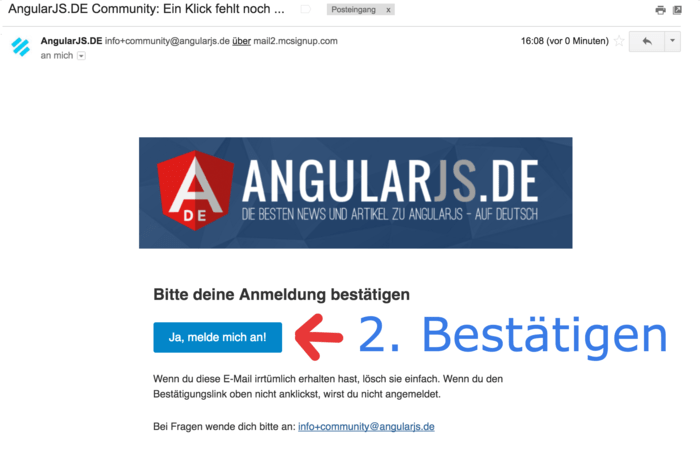 AngularJS.DE Community: Ein Klick fehlt noch ...
Posteingang x
AngularJS.DE info+community@angularjs.de über mail2.mcsignup.com
16:08 (vor 0 Minuten)
an mich
A
DE
ANGULARJS.DE
DIE BESTEN NEWS UND ARTIKEL ZU ANGULARJS - AUF DEUTSCH
Bitte deine Anmeldung bestätigen
Ja, melde mich an!
2. Bestätigen
Wenn du diese E-Mail irrtümlich erhalten hast, lösch sie einfach. Wenn du den
Bestätigungslink oben nicht anklickst, wirst du nicht angemeldet.
Bei Fragen wende dich bitte an: info+community@angularjs.de